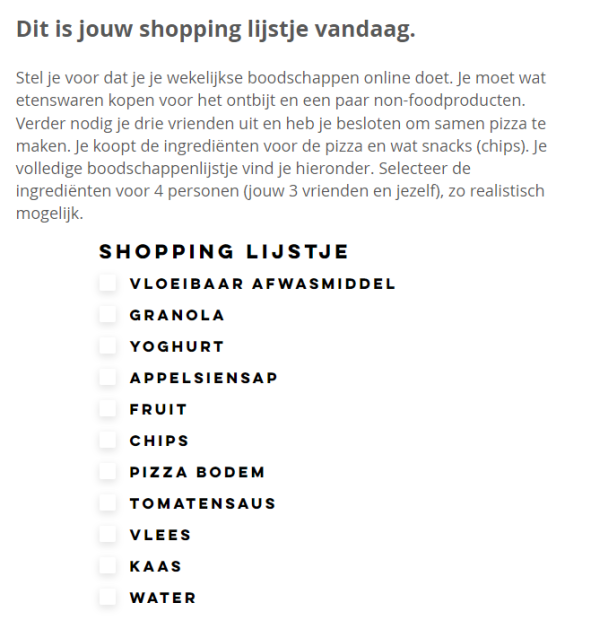 Dit is jouw shopping lijstje vandaag.
Stel je voor dat je je wekelijkse boodschappen online doet. Je moet wat
etenswaren kopen voor het ontbijt en een paar non-foodproducten.
Verder nodig je drie vrienden uit en heb je besloten om samen pizza te
maken. Je koopt de ingrediënten voor de pizza en wat snacks (chips). Je
volledige boodschappenlijstje vind je hieronder. Selecteer de
ingrediënten voor 4 personen (jouw 3 vrienden en jezelf), zo realistisch
mogelijk.
SHOPPING LIJSTJE
VLOEIBAAR AFWASMIDDEL
GRANOLA
YOGHURT
APPELSIENSAP
FRUIT
CHIPS
PIZZA BODEM
TOMATENSAUS
VLEES
KAAS
WATER